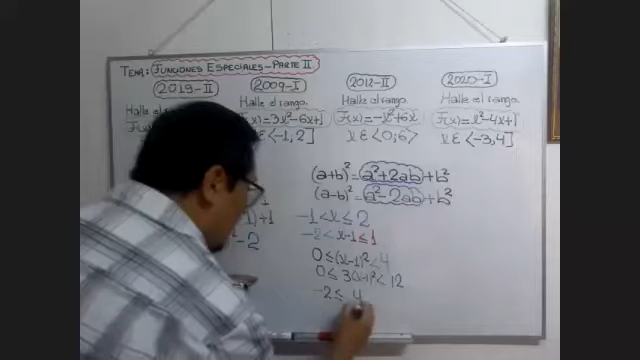 TEMA: FUNCIONES ESPECIALES - PARTE II
2019-II 2009-I 2012-II 2020-I
Halle el rango Halle el rango Halle el rango
F(x)=3x²-6x+1 F(x)=-x²+6x F(x)=x²-4x+1
x∈<-1,2] x∈<0;6> x∈<-3,4]
(a+b)²=a²+2ab+b²
(a-b)²=a²-2ab+b²
-1<x≤2
-2<x-1≤1
0≤(x-1)²<4
0≤3(x-1)²<12
-2≤